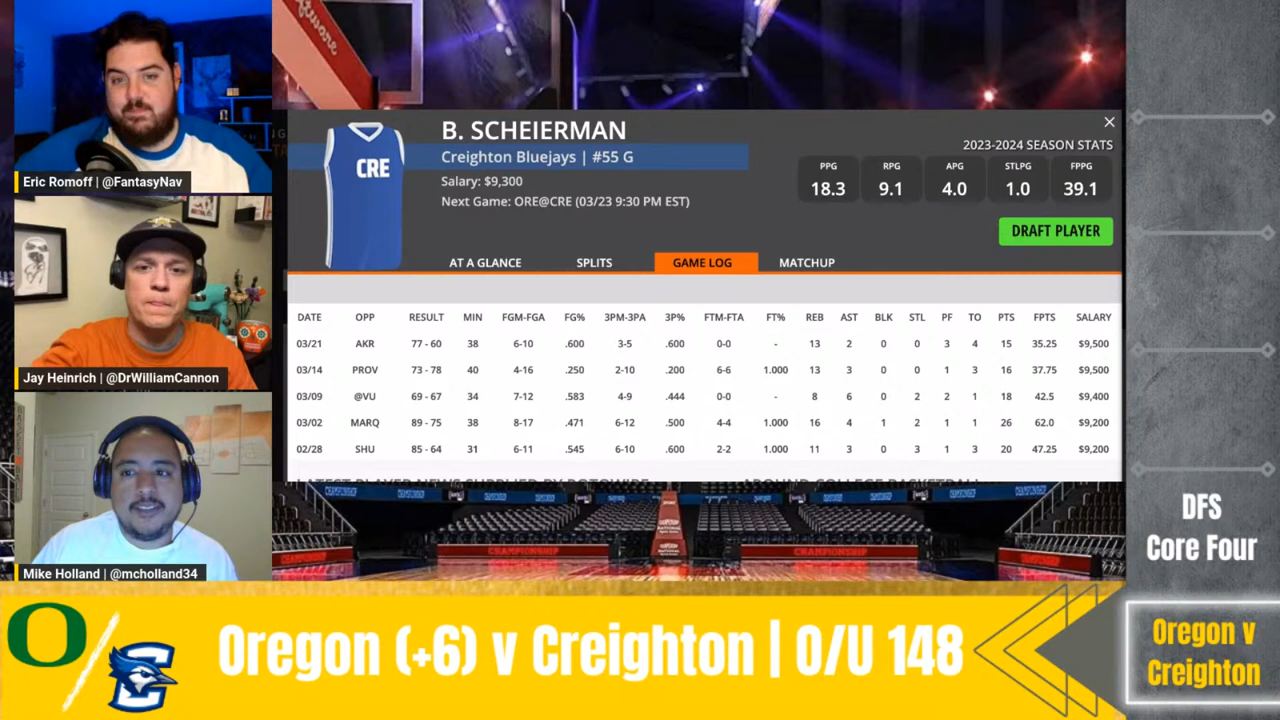 Eric Romoff | @FantasyNav
Jay Heinrich | @DrWilliamCannon
Mike Holland | @mcholland34
B. SCHEIERMAN
Creighton Bluejays | #55 G
Salary: $9,300
Next Game: ORE@CRE (03/23 9:30 PM EST)
CRE
2023-2024 SEASON STATS
PPG RPG APG STLPG FPPG
18.3 9.1 4.0 1.0 39.1
DRAFT PLAYER
AT A GLANCE SPLITS GAME LOG MATCHUP
DATE OPP RESULT MIN FGM-FGA FG% 3PM-3PA 3P% FTM-FTA FT% REB AST BLK STL PF TO PTS FPTS SALARY
03/21 AKR 77 - 60 38 6-10 .600 3-5 .600 0-0 - 13 2 0 0 3 4 15 35.25 $9,500
03/14 PROV 73 - 78 40 4-16 .250 2-10 .200 6-6 1.000 13 3 0 0 1 3 16 37.75 $9,500
03/09 @VU 69 - 67 34 7-12 .583 4-9 .444 0-0 - 8 6 0 2 2 1 18 42.5 $9,400
03/02 MARQ 89 - 75 38 8-17 .471 6-12 .500 4-4 1.000 16 4 1 2 1 1 26 62.0 $9,200
02/28 SHU 85 - 64 31 6-11 .545 6-10 .600 2-2 1.000 11 3 0 3 1 3 20 47.25 $9,200
LATEST PLAYER NEWS SUPPLIED BY ROTOWIRE AROUND COLLEGE BASKETBALL
CHAMPIONSHIP
CHAMPIONSHIP
DFS
Core Four
Oregon v
Creighton
O
C
Oregon (+6) v Creighton | O/U 148